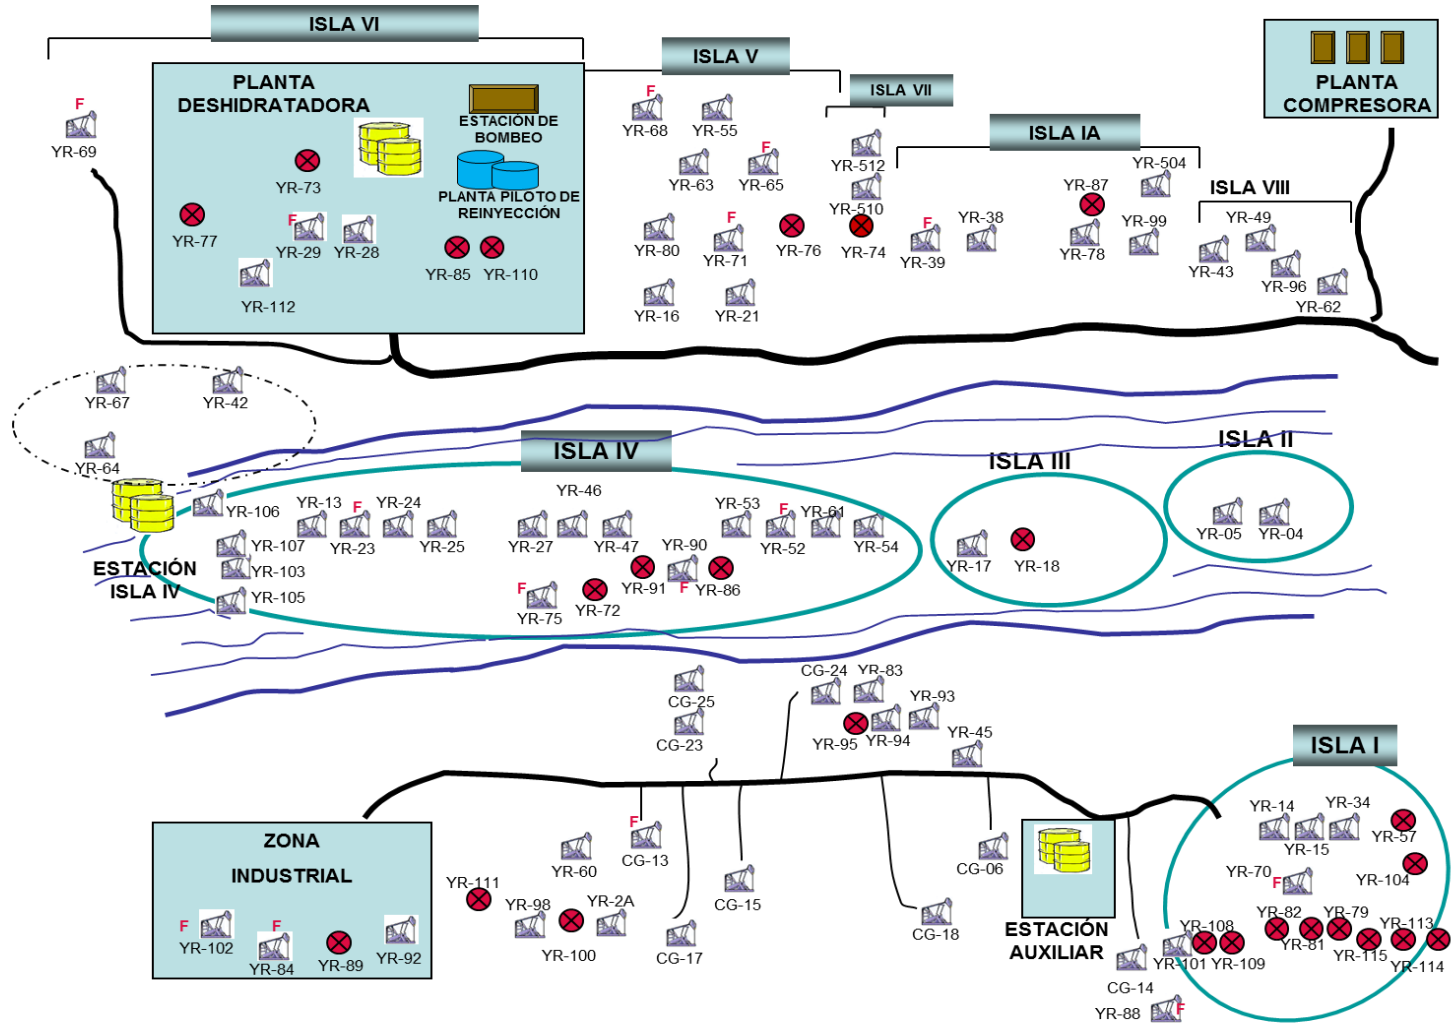 ISLA VI
ISLA V
ISLA VII
ISLA IA
ISLA VIII
PLANTA
COMPRESORA
PLANTA
DESHIDRATADORA
ESTACIÓN DE
BOMBEO
PLANTA PILOTO DE
REINYECCIÓN
F
YR-69
YR-73
YR-77
F
YR-29
YR-28
YR-85
YR-110
YR-112
F
YR-68
YR-55
YR-63
F
YR-65
YR-80
F
YR-71
YR-76
YR-16
YR-21
YR-512
YR-510
YR-74
F
YR-39
YR-38
YR-87
YR-504
YR-78
YR-99
YR-49
YR-43
YR-96
YR-62
YR-67
YR-42
YR-64
ISLA IV
ISLA III
ISLA II
YR-106
YR-107
YR-103
YR-105
ESTACIÓN
ISLA IV
YR-13
F
YR-23
YR-24
YR-25
YR-46
YR-27
YR-47
YR-53
F
YR-52
YR-61
YR-54
YR-90
F
YR-91
YR-86
F
YR-75
YR-72
YR-17
YR-18
YR-05
YR-04
CG-25
CG-23
CG-24
YR-83
YR-93
YR-95
YR-94
YR-45
ISLA I
ZONA
INDUSTRIAL
F
YR-102
F
YR-84
YR-89
YR-92
YR-111
YR-60
F
CG-13
YR-98
YR-2A
YR-100
CG-17
CG-15
CG-06
CG-18
ESTACIÓN
AUXILIAR
CG-14
YR-88
F
YR-14
YR-34
YR-15
YR-57
YR-104
YR-70
F
YR-108
YR-101
YR-109
YR-82
YR-79
YR-81
YR-113
YR-115
YR-114